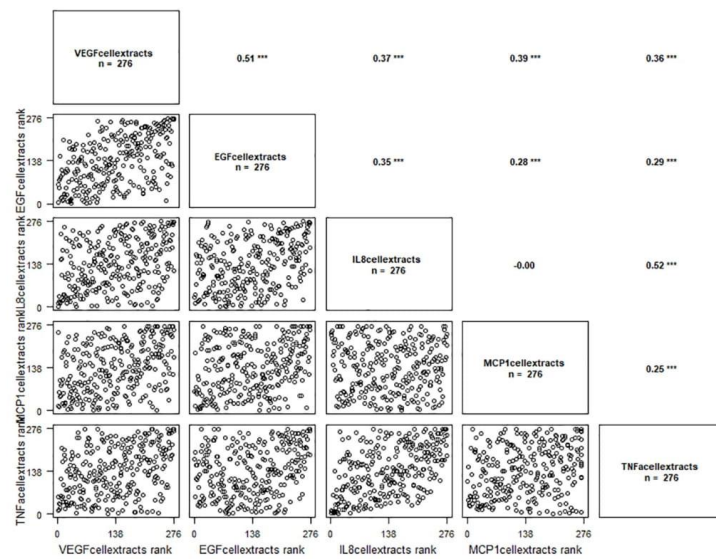 VEGFcellextracts
n = 276
0.51 ***
0.37 ***
0.39 ***
0.36 ***
EGFcellextracts rank
276
138
0
EGFcellextracts
n = 276
0.35 ***
0.28 ***
0.29 ***
IL8cellextracts rank
276
138
0
IL8cellextracts
n = 276
-0.00
0.52 ***
MCP1cellextracts rank
276
138
0
MCP1cellextracts
n = 276
0.25 ***
TNFacellextracts rank
276
138
0
TNFacellextracts
n = 276
0 138 276
0 138 276
0 138 276
0 138 276
VEGFcellextracts rank
EGFcellextracts rank
IL8cellextracts rank
MCP1cellextracts rank